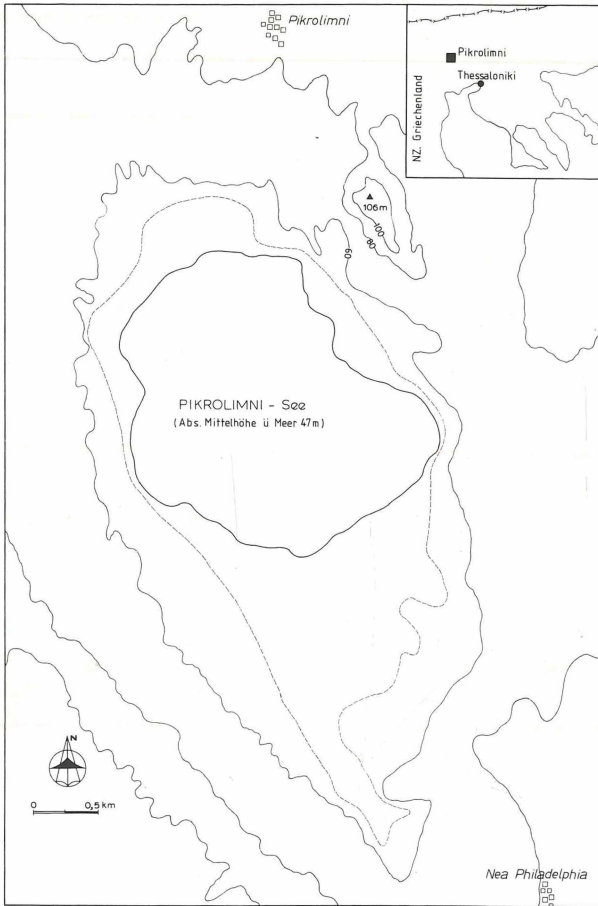 Pikrolimni
Pikrolimni
Thessaloniki
NZ. Griechenland
106m
100
80
60
PIKROLIMNI - See
(Abs. Mittelhöhe ü Meer 47m)
N
0 0,5 km
Nea Philadelphia